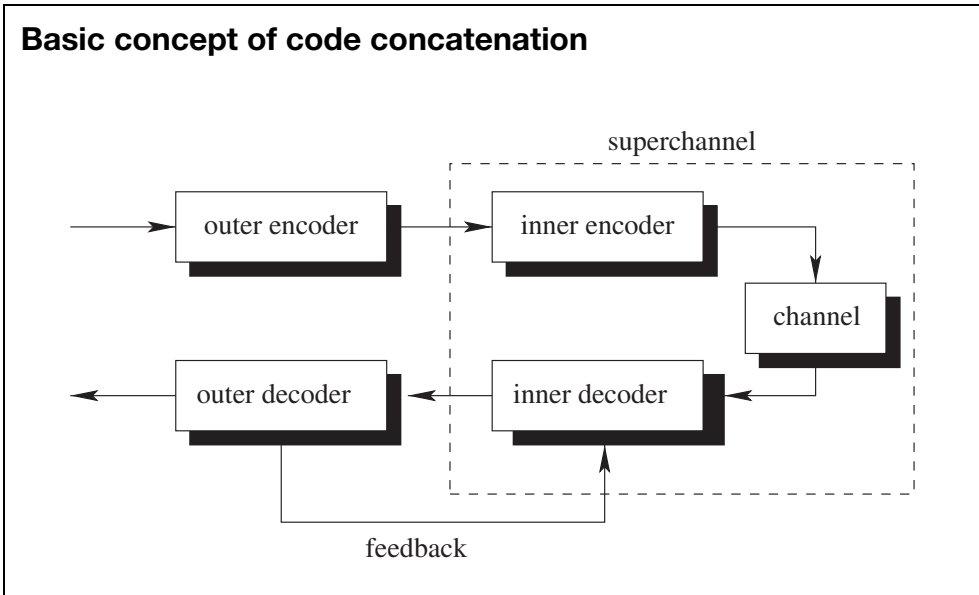 Basic concept of code concatenation
superchannel
outer encoder
inner encoder
channel
outer decoder
inner decoder
feedback